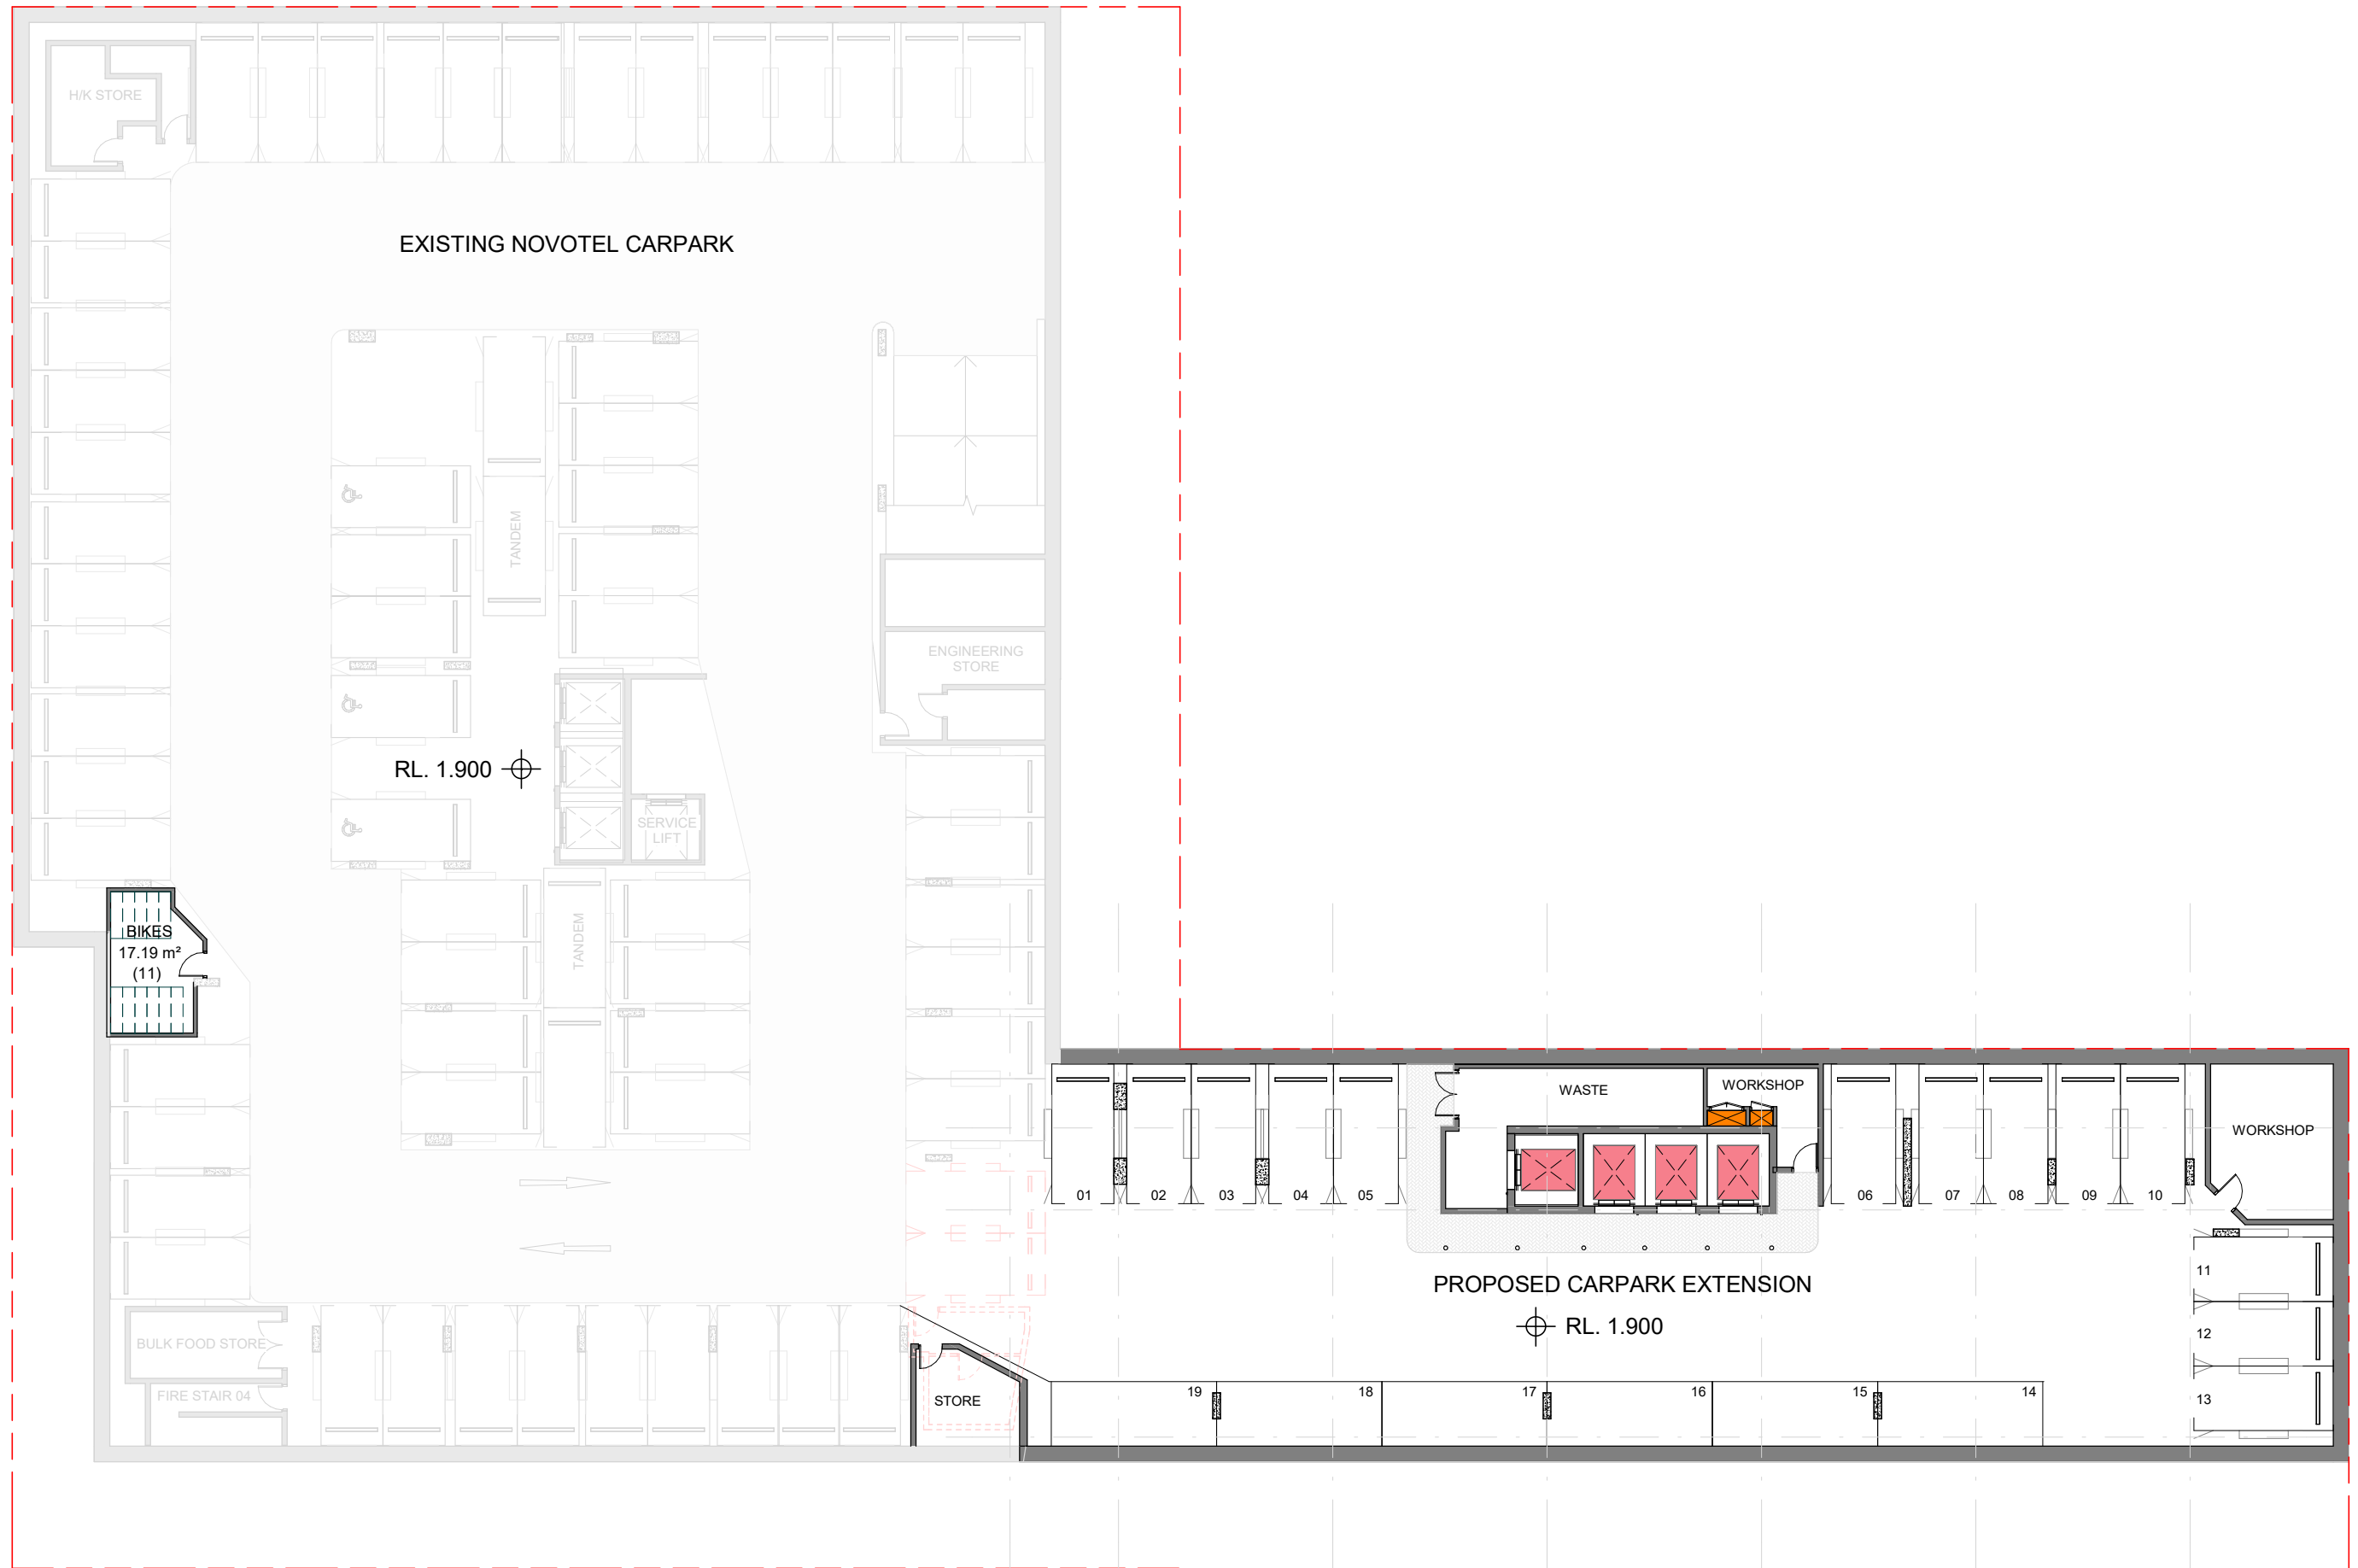 H/K STORE
EXISTING NOVOTEL CARPARK
TANDEM
ENGINEERING
STORE
RL. 1.900
SERVICE
LIFT
BIKES
17.19 m²
(11)
TANDEM
WASTE
WORKSHOP
WORKSHOP
01
02
03
04
05
06
07
08
09
10
11
12
13
PROPOSED CARPARK EXTENSION
RL. 1.900
BULK FOOD STORE
FIRE STAIR 04
STORE
19
18
17
16
15
14